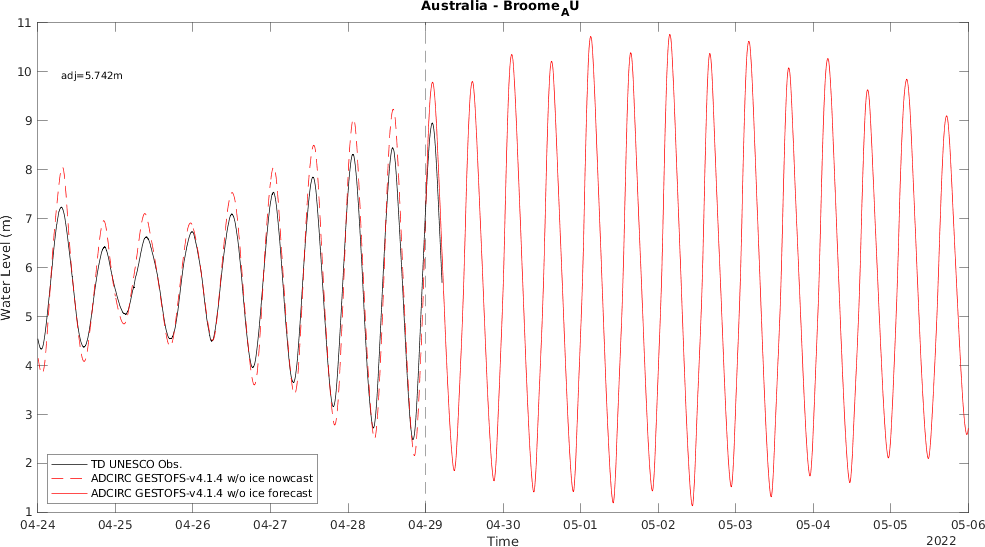 Australia - Broome_AU
adj=5.742m
Water Level (m)
11
10
9
8
7
6
5
4
3
2
1
TD UNESCO Obs.
ADCIRC GESTOFS-v4.1.4 w/o ice nowcast
ADCIRC GESTOFS-v4.1.4 w/o ice forecast
04-24 04-25 04-26 04-27 04-28 04-29 04-30 05-01 05-02 05-03 05-04 05-05 05-06
Time
2022